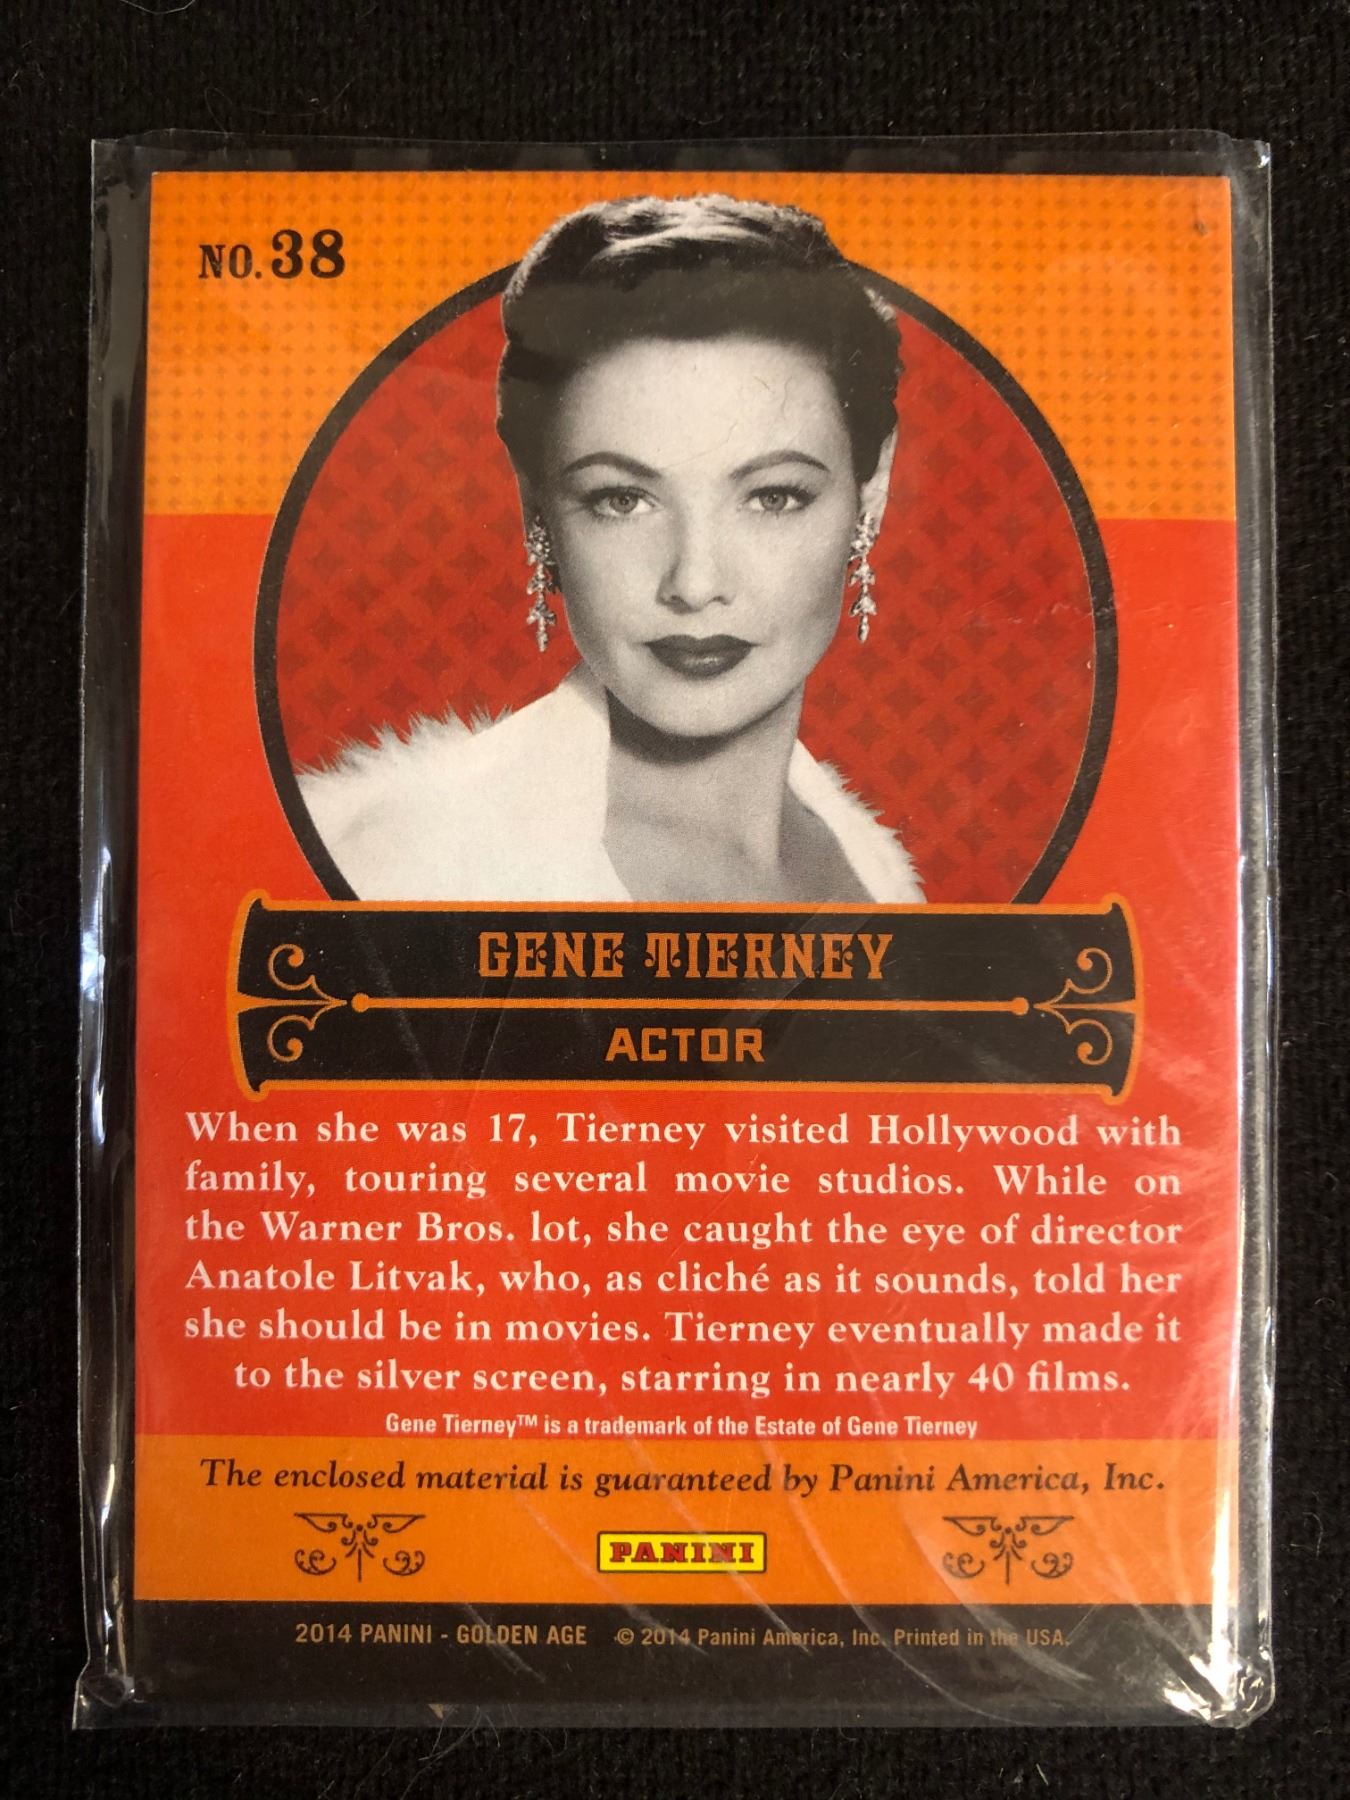 NO. 38
GENE TIERNEY
ACTOR
When she was 17, Tierney visited Hollywood with
family, touring several movie studios. While on
the Warner Bros. lot, she caught the eye of director
Anatole Litvak, who, as cliché as it sounds, told her
she should be in movies. Tierney eventually made it
to the silver screen, starring in nearly 40 films.
Gene Tierney™ is a trademark of the Estate of Gene Tierney
The enclosed material is guaranteed by Panini America, Inc.
PANINI
2014 PANINI - GOLDEN AGE © 2014 Panini America, Inc. Printed in the USA.